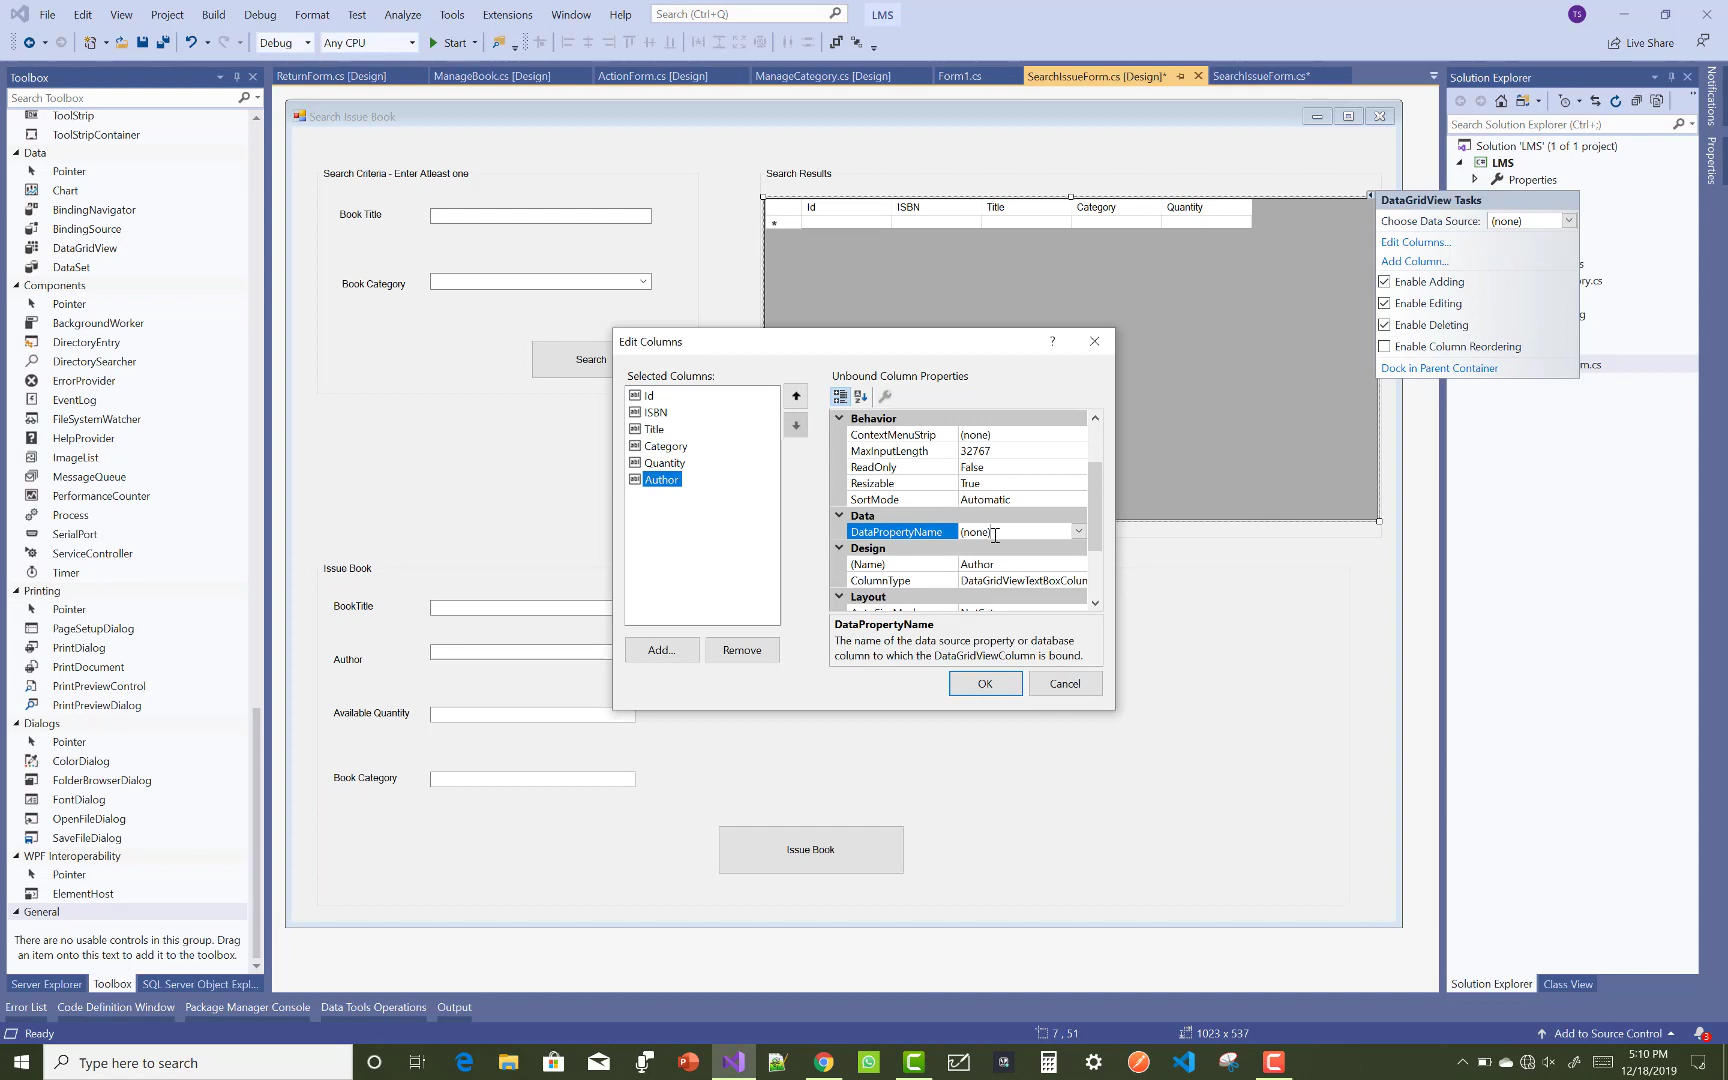 File Edit View Project Build Debug Format Test Analyze Tools Extensions Window Help Search (Ctrl+Q) LMS TS
Debug Any CPU Start Live Share
Toolbox
Search Toolbox
ToolStrip
ToolStripContainer
Data
Pointer
Chart
BindingNavigator
BindingSource
DataGridView
DataSet
Components
Pointer
BackgroundWorker
DirectoryEntry
DirectorySearcher
ErrorProvider
EventLog
FileSystemWatcher
HelpProvider
ImageList
MessageQueue
PerformanceCounter
Process
SerialPort
ServiceController
Timer
Printing
Pointer
PageSetupDialog
PrintDialog
PrintDocument
PrintPreviewControl
PrintPreviewDialog
Dialogs
Pointer
ColorDialog
FolderBrowserDialog
FontDialog
OpenFileDialog
SaveFileDialog
WPF Interoperability
Pointer
ElementHost
General
There are no usable controls in this group. Drag
an item onto this text to add it to the toolbox.
Server Explorer Toolbox SQL Server Object Expl...
ReturnForm.cs [Design] ManageBook.cs [Design] ActionForm.cs [Design] ManageCategory.cs [Design] Form1.cs SearchIssueForm.cs [Design]* SearchIssueForm.cs*
Search Issue Book
Search Criteria - Enter Atleast one
Book Title
Book Category
Search
Search Results
Id ISBN Title Category Quantity
*
DataGridView Tasks
Choose Data Source: (none)
Edit Columns...
Add Column...
Enable Adding
Enable Editing
Enable Deleting
Enable Column Reordering
Dock in Parent Container
Edit Columns ?
Selected Columns:
Id
ISBN
Title
Category
Quantity
Author
Add... Remove
Unbound Column Properties
Behavior
ContextMenuStrip (none)
MaxInputLength 32767
ReadOnly False
Resizable True
SortMode Automatic
Data
DataPropertyName (none)
Design
(Name) Author
ColumnType DataGridViewTextBoxColun
Layout
DataPropertyName
The name of the data source property or database
column to which the DataGridViewColumn is bound.
OK Cancel
Issue Book
BookTitle
Author
Available Quantity
Book Category
Issue Book
Solution Explorer
Search Solution Explorer (Ctrl+;)
Solution 'LMS' (1 of 1 project)
LMS
Properties
Solution Explorer Class View
Notifications
Properties
Error List Code Definition Window Package Manager Console Data Tools Operations Output
Ready 7 , 51 1023 x 537 Add to Source Control 3
Type here to search
5:10 PM
12/18/2019